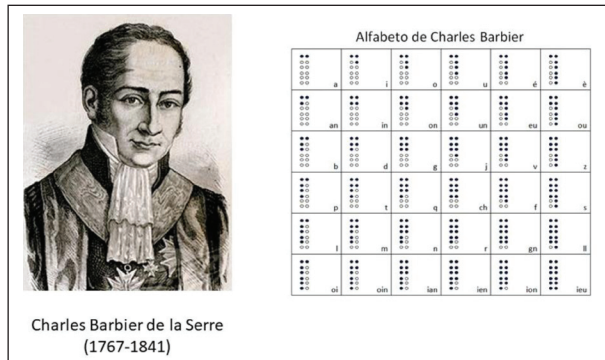 Alfabeto de Charles Barbier
a i o u é è
an in on un eu ou
b d g j v z
p t q ch f s
l m n r gn ll
oi oin ian ien ion ieu
Charles Barbier de la Serre
(1767-1841)